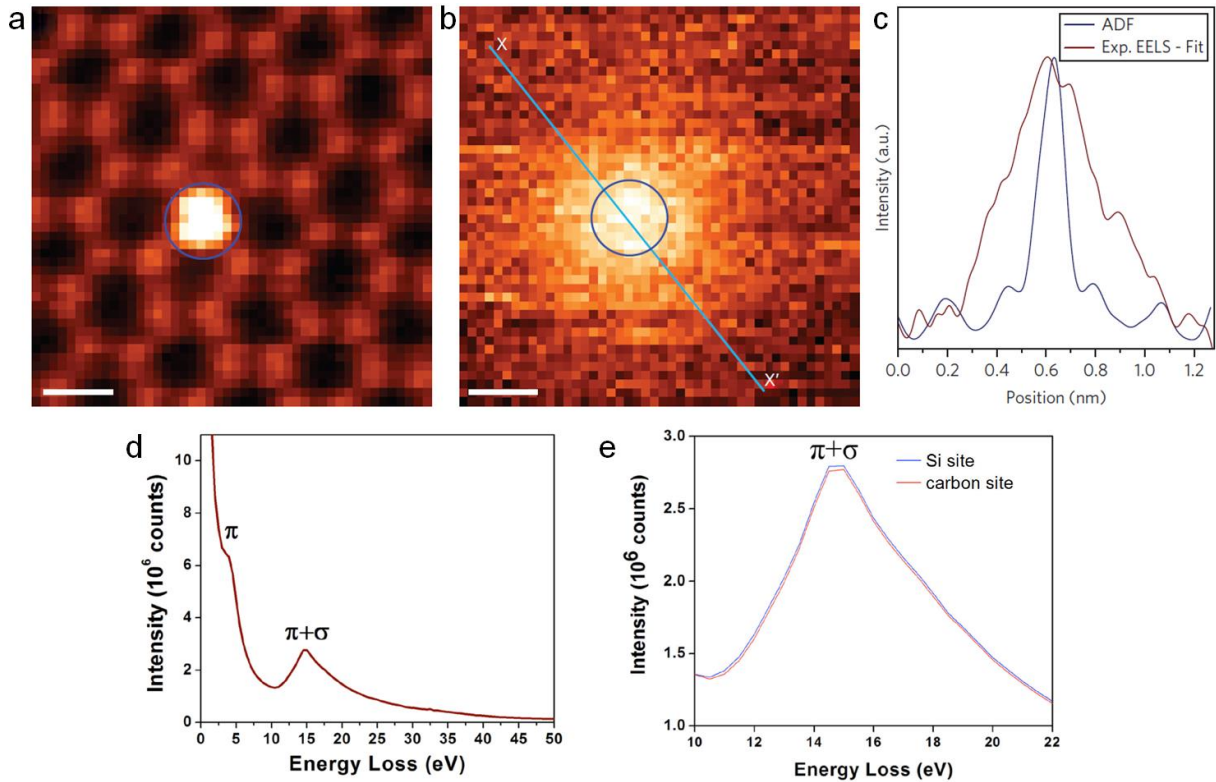 a
b
X
X'
c
ADF
Exp. EELS - Fit
Intensity (a.u.)
0.0 0.2 0.4 0.6 0.8 1.0 1.2
Position (nm)
d
10
8
6
4
2
0
π
π+σ
Intensity (10⁶ counts)
0 5 10 15 20 25 30 35 40 45 50
Energy Loss (eV)
e
3.0
2.5
2.0
1.5
1.0
π+σ
Si site
carbon site
Intensity (10⁶ counts)
10 12 14 16 18 20 22
Energy Loss (eV)